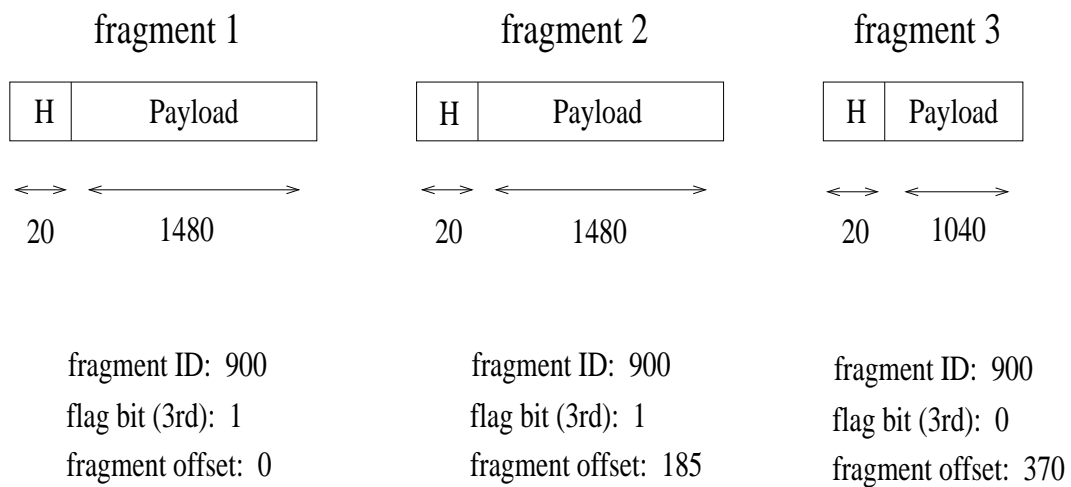 fragment 1
fragment 2
fragment 3
H Payload
H Payload
H Payload
20 1480
20 1480
20 1040
fragment ID: 900
flag bit (3rd): 1
fragment offset: 0
fragment ID: 900
flag bit (3rd): 1
fragment offset: 185
fragment ID: 900
flag bit (3rd): 0
fragment offset: 370